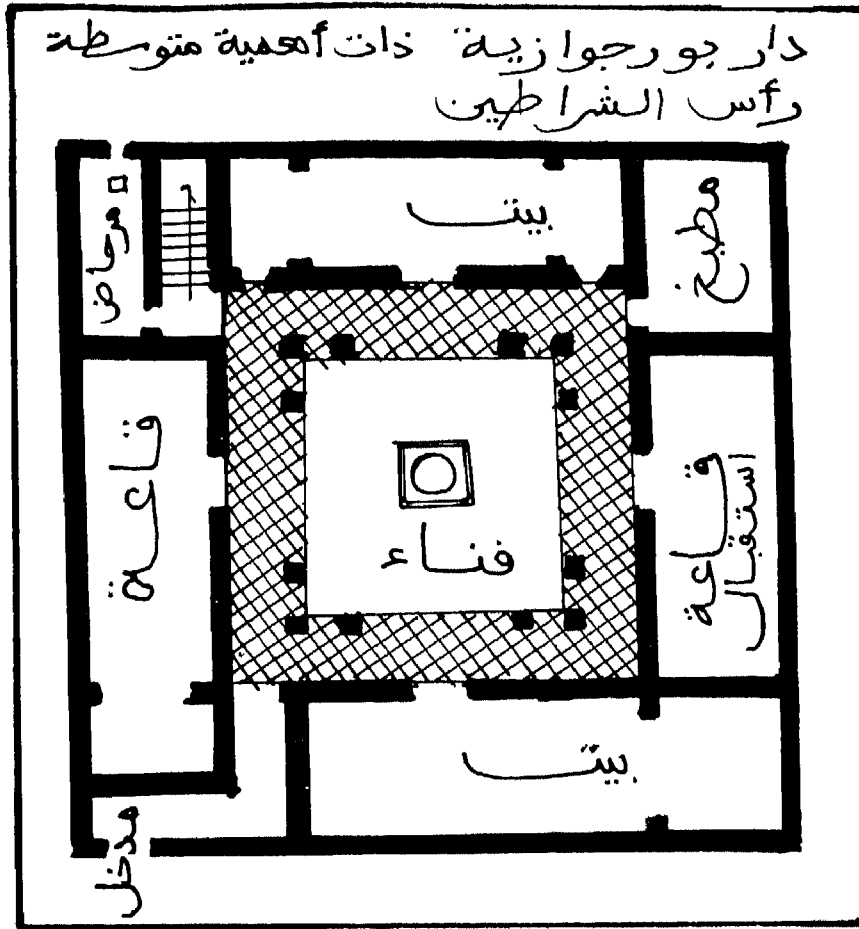 دار بورجوازية ذات أهمية متوسطة
رأس الشراطين
مرحاض
بيت
مطبخ
قاعة
فناء
قاعة
استقبال
بيت
مدخل